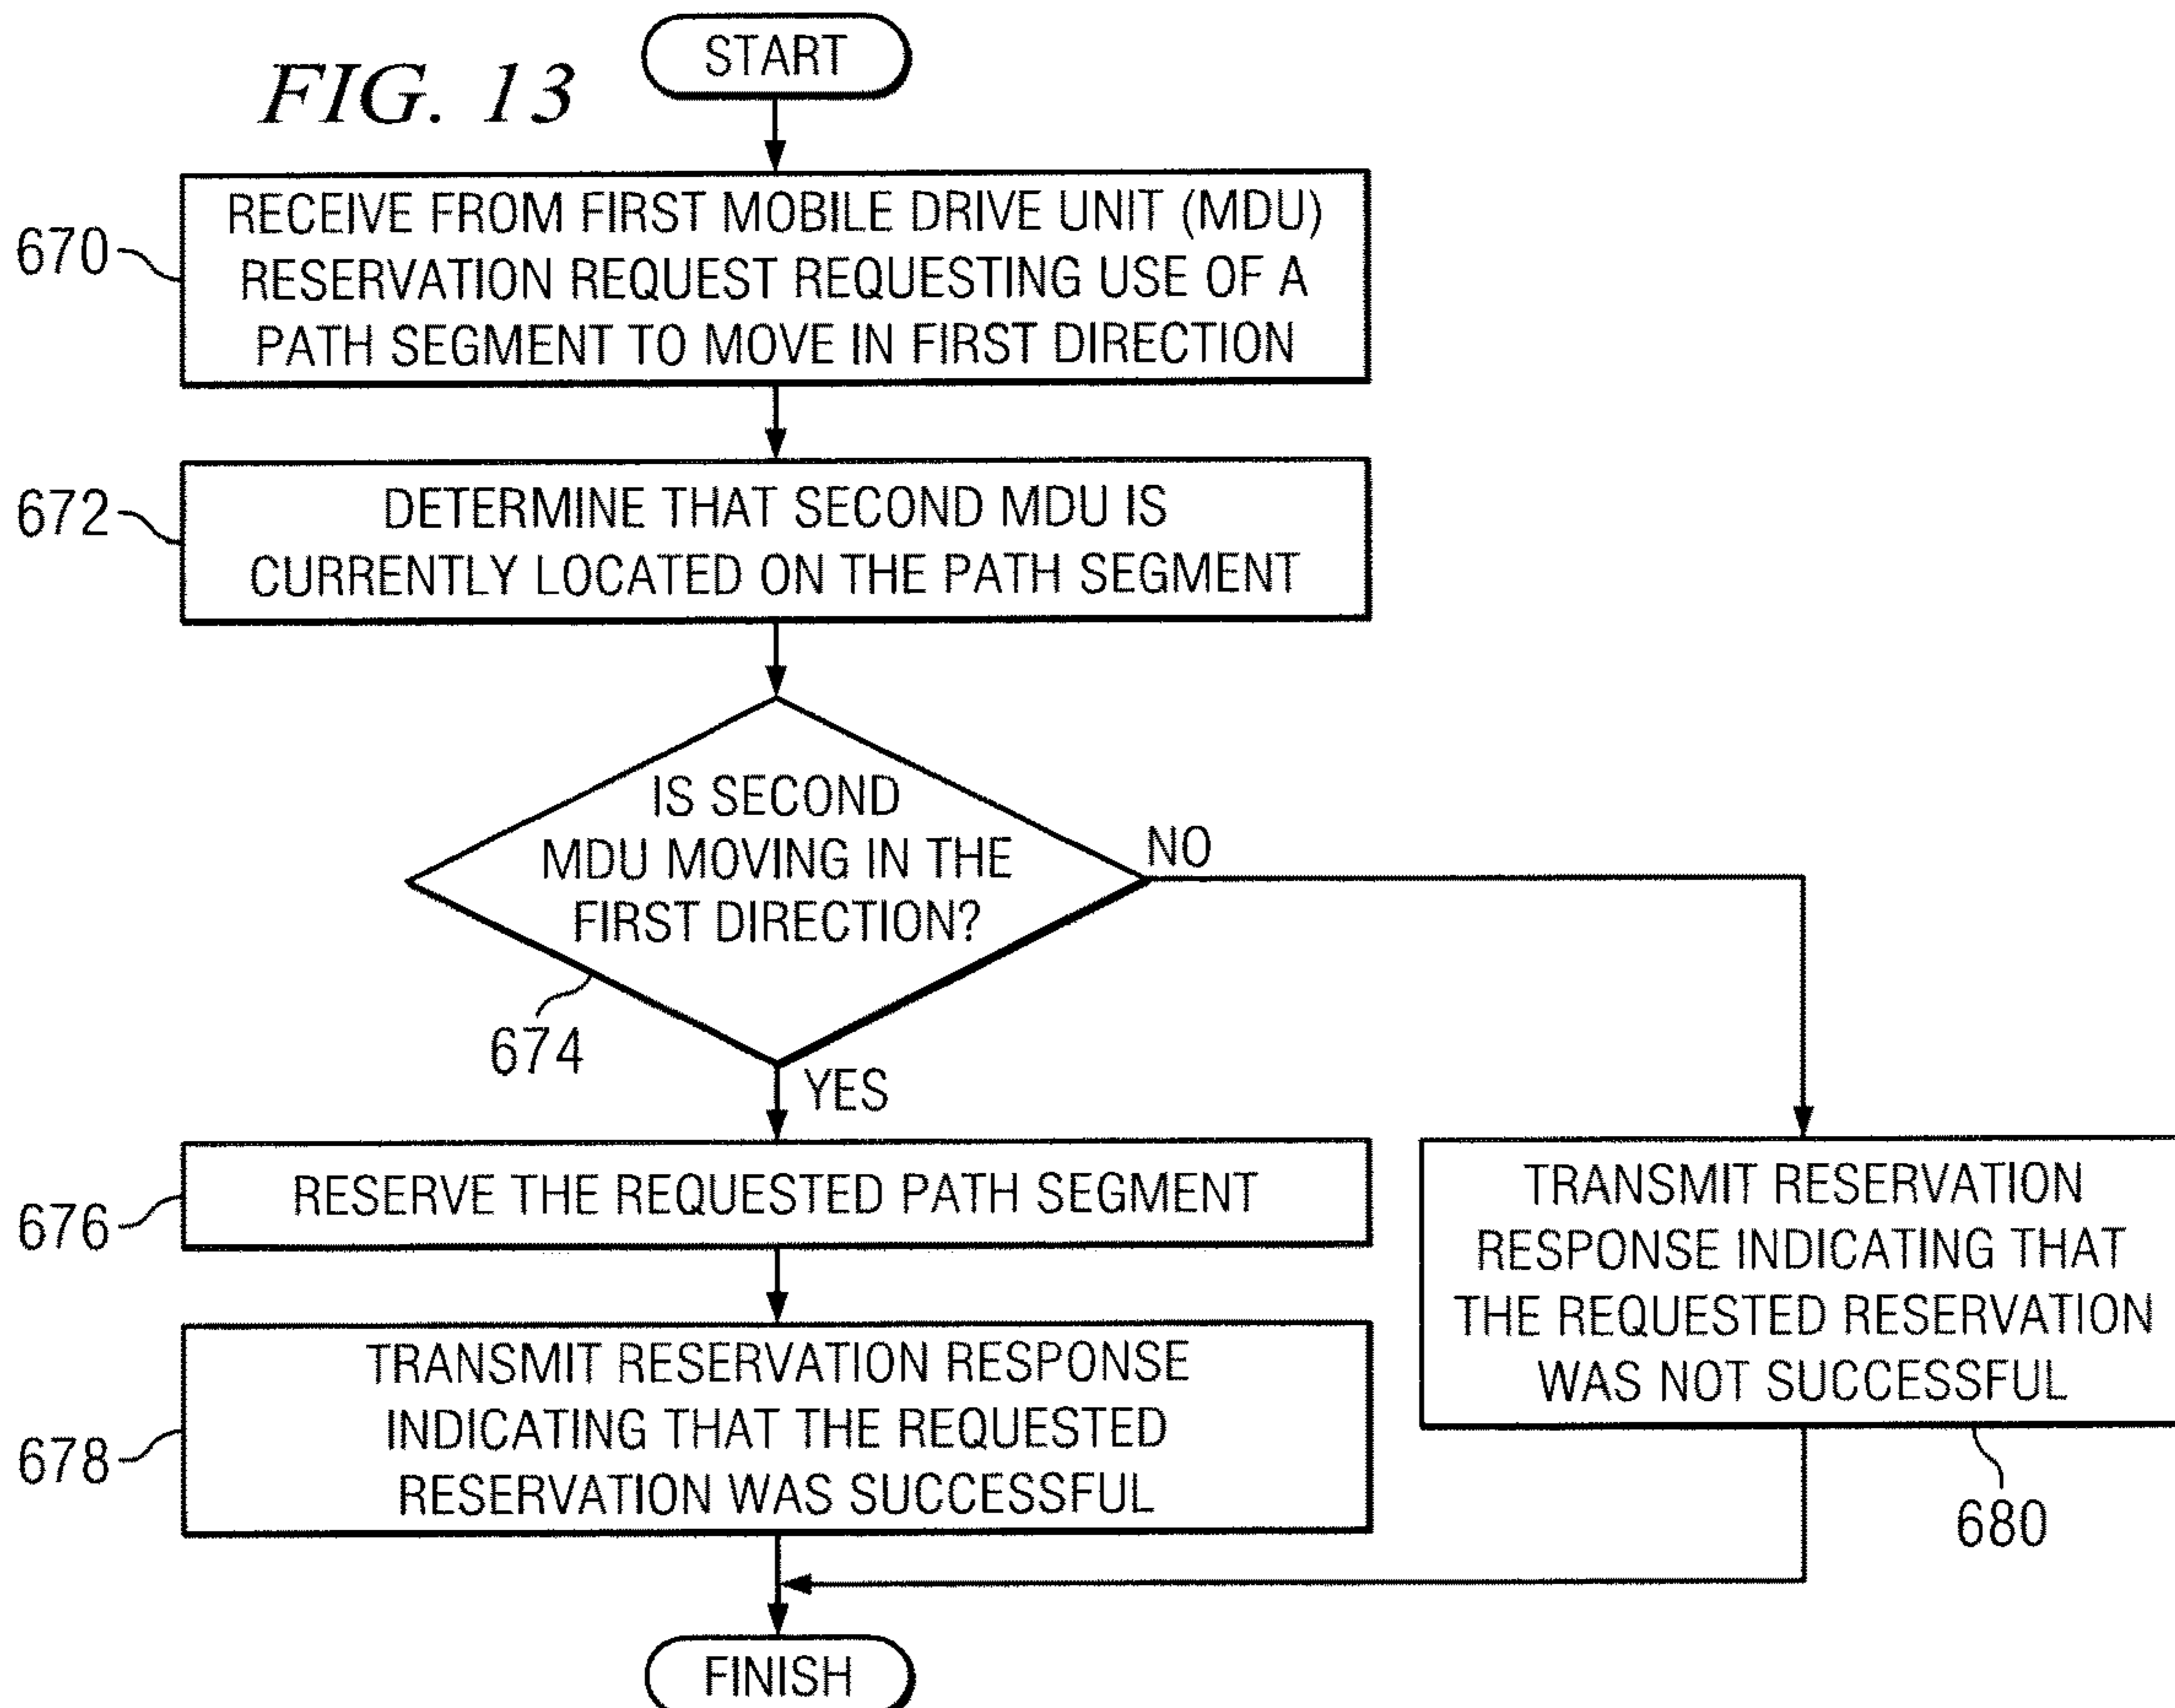 FIG. 13
START
670
RECEIVE FROM FIRST MOBILE DRIVE UNIT (MDU)
RESERVATION REQUEST REQUESTING USE OF A
PATH SEGMENT TO MOVE IN FIRST DIRECTION
672
DETERMINE THAT SECOND MDU IS
CURRENTLY LOCATED ON THE PATH SEGMENT
IS SECOND
MDU MOVING IN THE
FIRST DIRECTION?
NO
674
YES
676
RESERVE THE REQUESTED PATH SEGMENT
678
TRANSMIT RESERVATION RESPONSE
INDICATING THAT THE REQUESTED
RESERVATION WAS SUCCESSFUL
TRANSMIT RESERVATION
RESPONSE INDICATING THAT
THE REQUESTED RESERVATION
WAS NOT SUCCESSFUL
680
FINISH